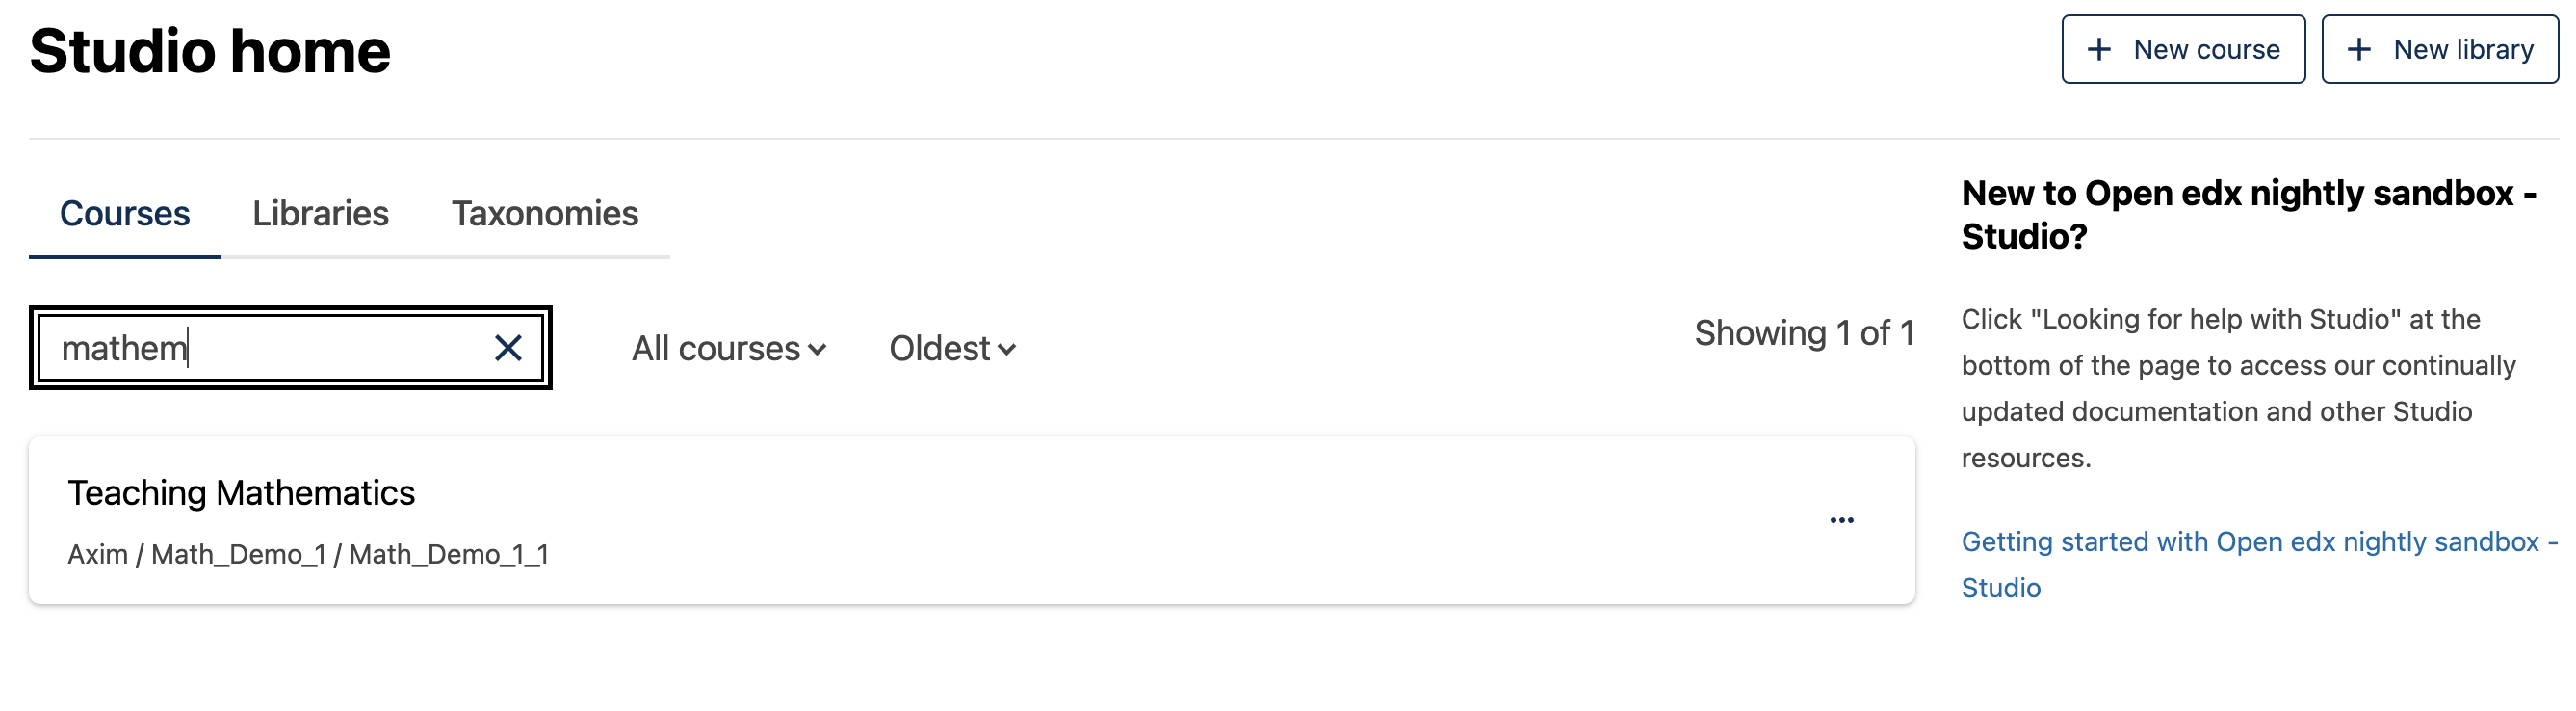 Studio home
+ New course
+ New library
Courses
Libraries
Taxonomies
mathem
All courses
Oldest
Showing 1 of 1
Teaching Mathematics
Axim / Math_Demo_1 / Math_Demo_1_1
New to Open edx nightly sandbox -
Studio?
Click "Looking for help with Studio" at the
bottom of the page to access our continually
updated documentation and other Studio
resources.
Getting started with Open edx nightly sandbox -
Studio